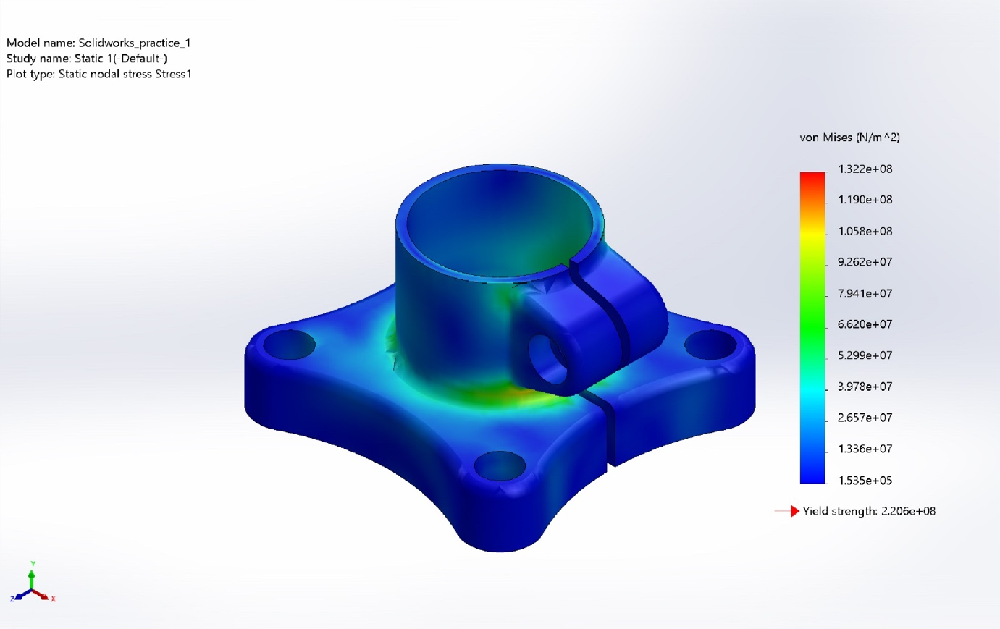 Model name: Solidworks_practice_1
Study name: Static 1(-Default-)
Plot type: Static nodal stress Stress1
von Mises (N/m^2)
1.322e+08
1.190e+08
1.058e+08
9.262e+07
7.941e+07
6.620e+07
5.299e+07
3.978e+07
2.657e+07
1.336e+07
1.535e+05
Yield strength: 2.206e+08
Y
Z
X